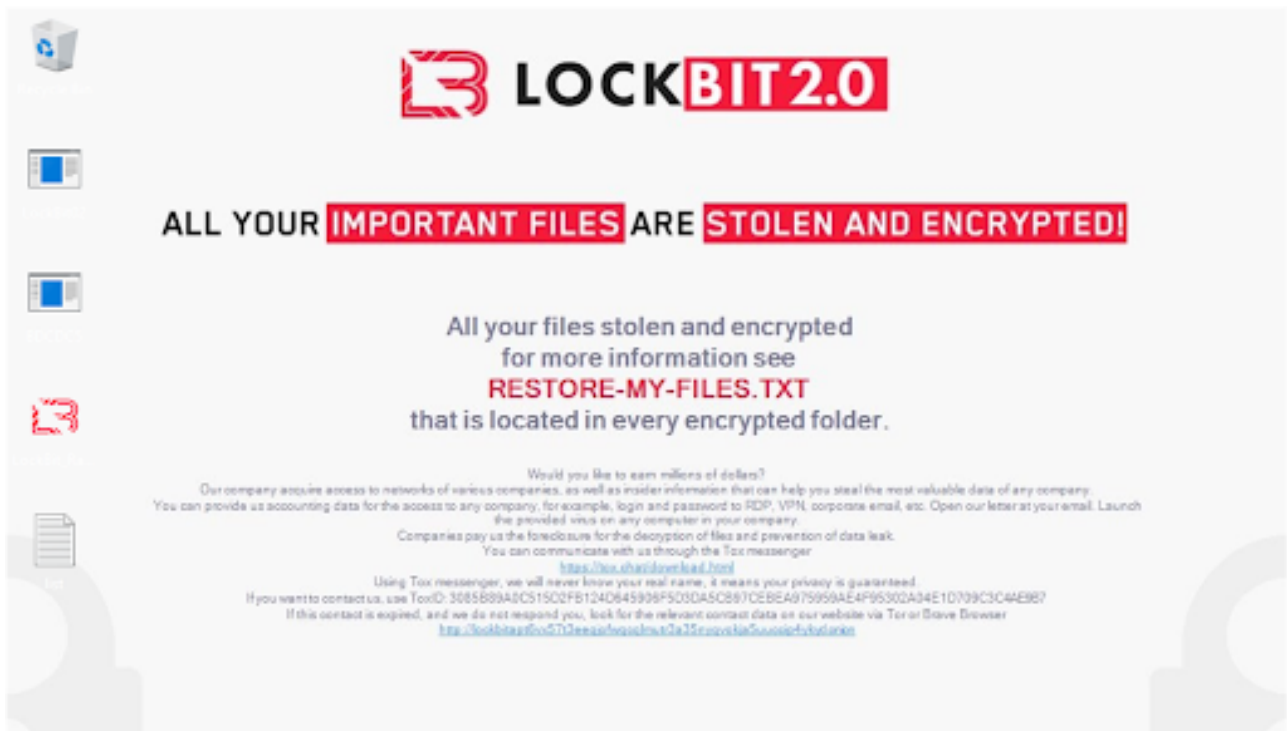 LOCKBIT 2.0
ALL YOUR IMPORTANT FILES ARE STOLEN AND ENCRYPTED!
All your files stolen and encrypted
for more information see
RESTORE-MY-FILES.TXT
that is located in every encrypted folder.
Would you like to earn millions of dollars?
Our company acquire access to networks of various companies, as well as insider information that can help you steal the most valuable data of any company.
You can provide us accounting data for the access to any company, for example, login and password to RDP, VPN, corporate email, etc. Open our letter at your email. Launch
the provided virus on any computer in your company.
Companies pay us the foreclosure for the decryption of files and prevention of data leak.
You can communicate with us through the Tox messenger
https://tox.chat/download.html
Using Tox messenger, we will never know your real name, it means your privacy is guaranteed.
If you want to contact us, use ToxID:
If this contact is expired, and we do not respond you, look for the relevant contact data on our website via Tor or Brave Browser